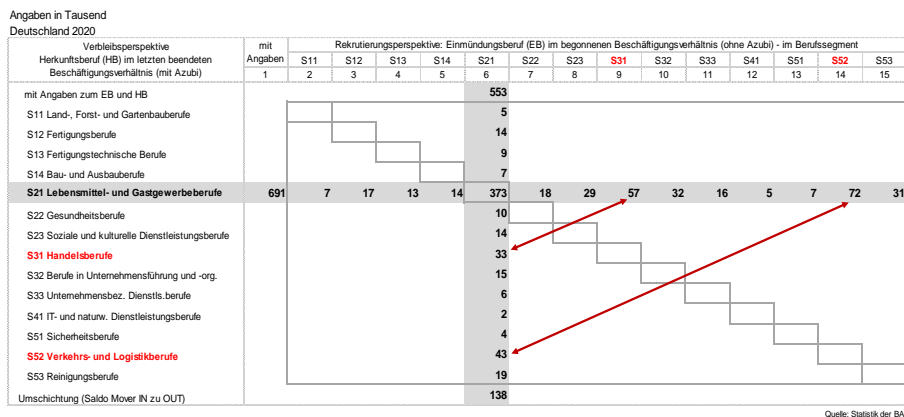 Angaben in Tausend
Deutschland 2020
Verbleibsperspektive
Herkunftsberuf (HB) im letzten beendeten
Beschäftigungsverhältnis (mit Azubi)
mit
Angaben
Rekrutierungsperspektive: Einmündungsberuf (EB) im begonnenen Beschäftigungsverhältnis (ohne Azubi) - im Berufssegment
S11 S12 S13 S14 S21 S22 S23 S31 S32 S33 S41 S51 S52 S53
1 2 3 4 5 6 7 8 9 10 11 12 13 14 15
mit Angaben zum EB und HB 553
S11 Land-, Forst- und Gartenbauberufe 5
S12 Fertigungsberufe 14
S13 Fertigungstechnische Berufe 9
S14 Bau- und Ausbauberufe 7
S21 Lebensmittel- und Gastgewerbeberufe 691 7 17 13 14 373 18 29 57 32 16 5 7 72 31
S22 Gesundheitsberufe 10
S23 Soziale und kulturelle Dienstleistungsberufe 14
S31 Handelsberufe 33
S32 Berufe in Unternehmensführung und -org. 15
S33 Unternehmensbez. Dienstls.berufe 6
S41 IT- und naturw. Dienstleistungsberufe 2
S51 Sicherheitsberufe 4
S52 Verkehrs- und Logistikberufe 43
S53 Reinigungsberufe 19
Umschichtung (Saldo Mover IN zu OUT) 138
Quelle: Statistik der BA